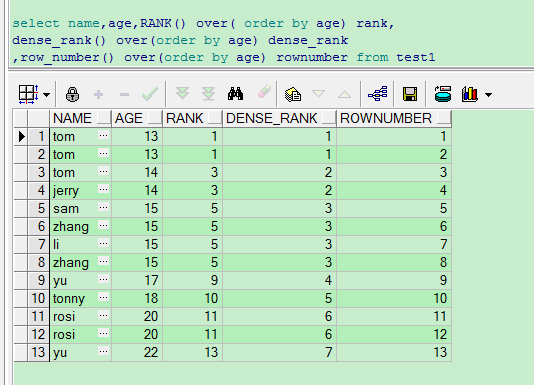 select name,age,RANK() over( order by age) rank,
dense_rank() over(order by age) dense_rank
,row_number() over(order by age) rownumber from test1
NAME AGE RANK DENSE_RANK ROWNUMBER
1 tom ... 13 1 1 1
2 tom ... 13 1 1 2
3 tom ... 14 3 2 3
4 jerry ... 14 3 2 4
5 sam ... 15 5 3 5
6 zhang ... 15 5 3 6
7 li ... 15 5 3 7
8 zhang ... 15 5 3 8
9 yu ... 17 9 4 9
10 tonny ... 18 10 5 10
11 rosi ... 20 11 6 11
12 rosi ... 20 11 6 12
13 yu ... 22 13 7 13